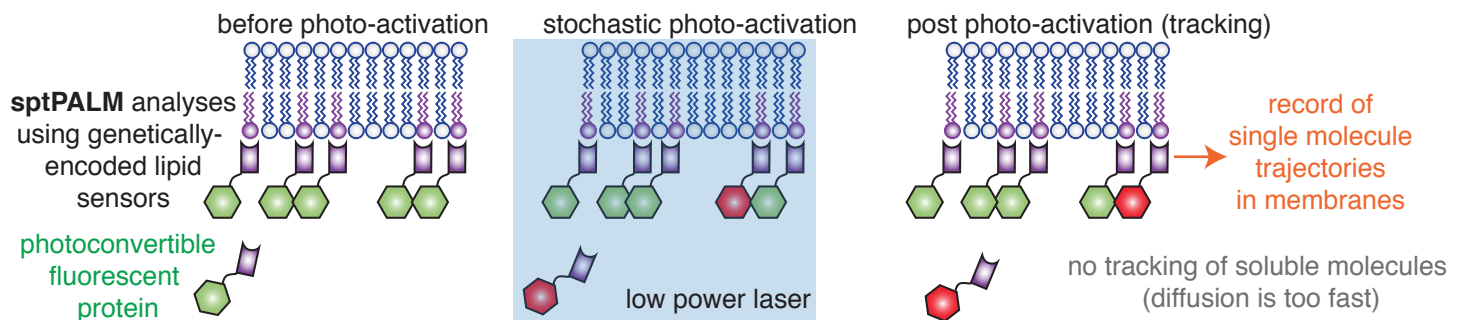 before photo-activation
stochastic photo-activation
post photo-activation (tracking)
sptPALM analyses
using genetically-
encoded lipid
sensors
record of
single molecule
trajectories
in membranes
photoconvertible
fluorescent
protein
low power laser
no tracking of soluble molecules
(diffusion is too fast)